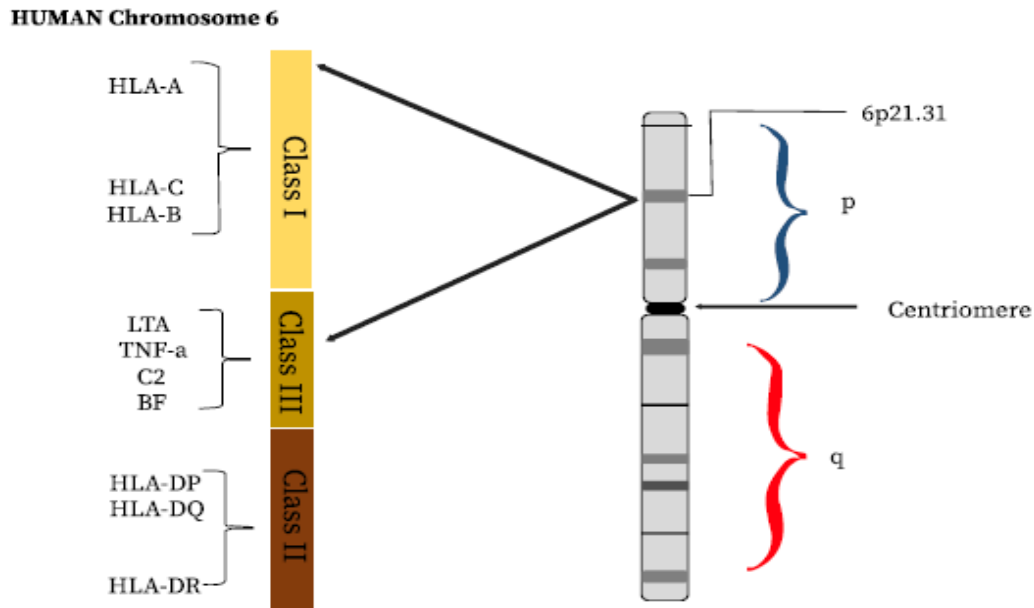 HUMAN Chromosome 6
HLA-A
HLA-C
HLA-B
LTA
TNF-a
C2
BF
HLA-DP
HLA-DQ
HLA-DR
Class I
Class III
Class II
6p21.31
p
Centriomere
q